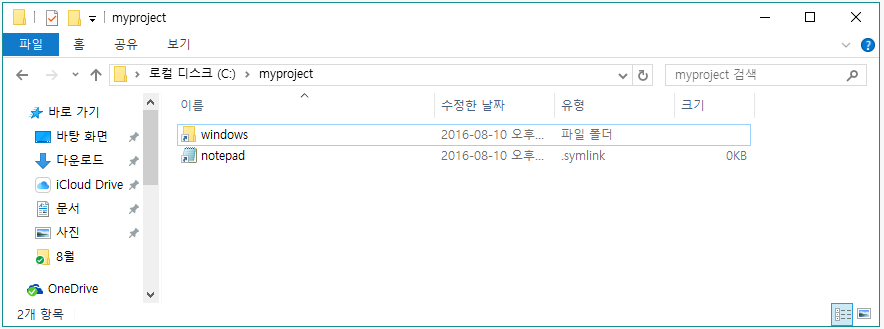 myproject
파일 홈 공유 보기
로컬 디스크 (C:) myproject myproject 검색
이름 수정한 날짜 유형 크기
바로 가기
windows 2016-08-10 오후... 파일 폴더
바탕 화면
notepad 2016-08-10 오후... .symlink 0KB
다운로드
iCloud Drive
문서
사진
8월
OneDrive
2개 항목